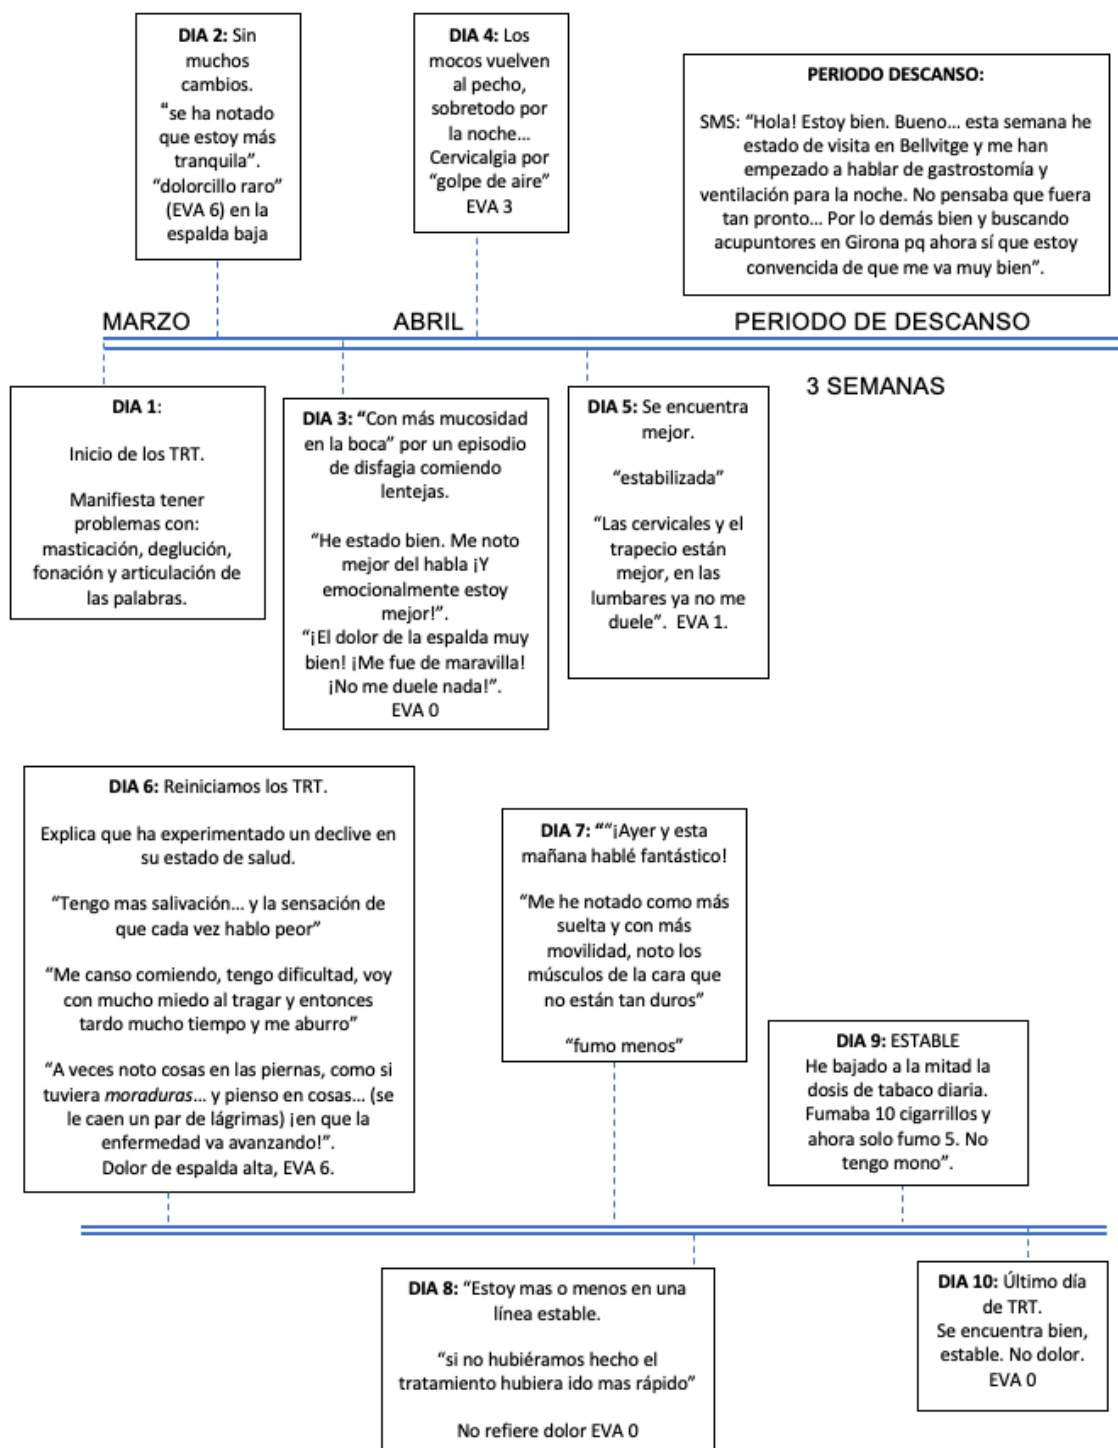 DIA 2: Sin
muchos
cambios.
“se ha notado
que estoy más
tranquila”.
“dolorcillo raro”
(EVA 6) en la
espalda baja
DIA 4: Los
mocos vuelven
al pecho,
sobretodo por
la noche…
Cervicalgia por
“golpe de aire”
EVA 3
PERIODO DESCANSO:
SMS: “Hola! Estoy bien. Bueno… esta semana he
estado de visita en Bellvitge y me han
empezado a hablar de gastrostomía y
ventilación para la noche. No pensaba que fuera
tan pronto… Por lo demás bien y buscando
acupuntores en Girona pq ahora sí que estoy
convencida de que me va muy bien”.
MARZO
ABRIL
PERIODO DE DESCANSO
3 SEMANAS
DIA 1:
Inicio de los TRT.
Manifiesta tener
problemas con:
masticación, deglución,
fonación y articulación de
las palabras.
DIA 3: “Con más mucosidad
en la boca” por un episodio
de disfagia comiendo
lentejas.
“He estado bien. Me noto
mejor del habla ¡Y
emocionalmente estoy
mejor!”.
“¡El dolor de la espalda muy
bien! ¡Me fue de maravilla!
¡No me duele nada!”.
EVA 0
DIA 5: Se encuentra
mejor.
“estabilizada”
“Las cervicales y el
trapecio están
mejor, en las
lumbares ya no me
duele”. EVA 1.
DIA 6: Reiniciamos los TRT.
Explica que ha experimentado un declive en
su estado de salud.
“Tengo mas salivación… y la sensación de
que cada vez hablo peor”
“Me canso comiendo, tengo dificultad, voy
con mucho miedo al tragar y entonces
tardo mucho tiempo y me aburro”
“A veces noto cosas en las piernas, como si
tuviera moraduras… y pienso en cosas… (se
le caen un par de lágrimas) ¡en que la
enfermedad va avanzando!”.
Dolor de espalda alta, EVA 6.
DIA 7: ““¡Ayer y esta
mañana hablé fantástico!
“Me he notado como más
suelta y con más
movilidad, noto los
músculos de la cara que
no están tan duros”
“fumo menos”
DIA 9: ESTABLE
He bajado a la mitad la
dosis de tabaco diaria.
Fumaba 10 cigarrillos y
ahora solo fumo 5. No
tengo mono”.
DIA 8: “Estoy mas o menos en una
línea estable.
“si no hubiéramos hecho el
tratamiento hubiera ido mas rápido”
No refiere dolor EVA 0
DIA 10: Último día
de TRT.
Se encuentra bien,
estable. No dolor.
EVA 0